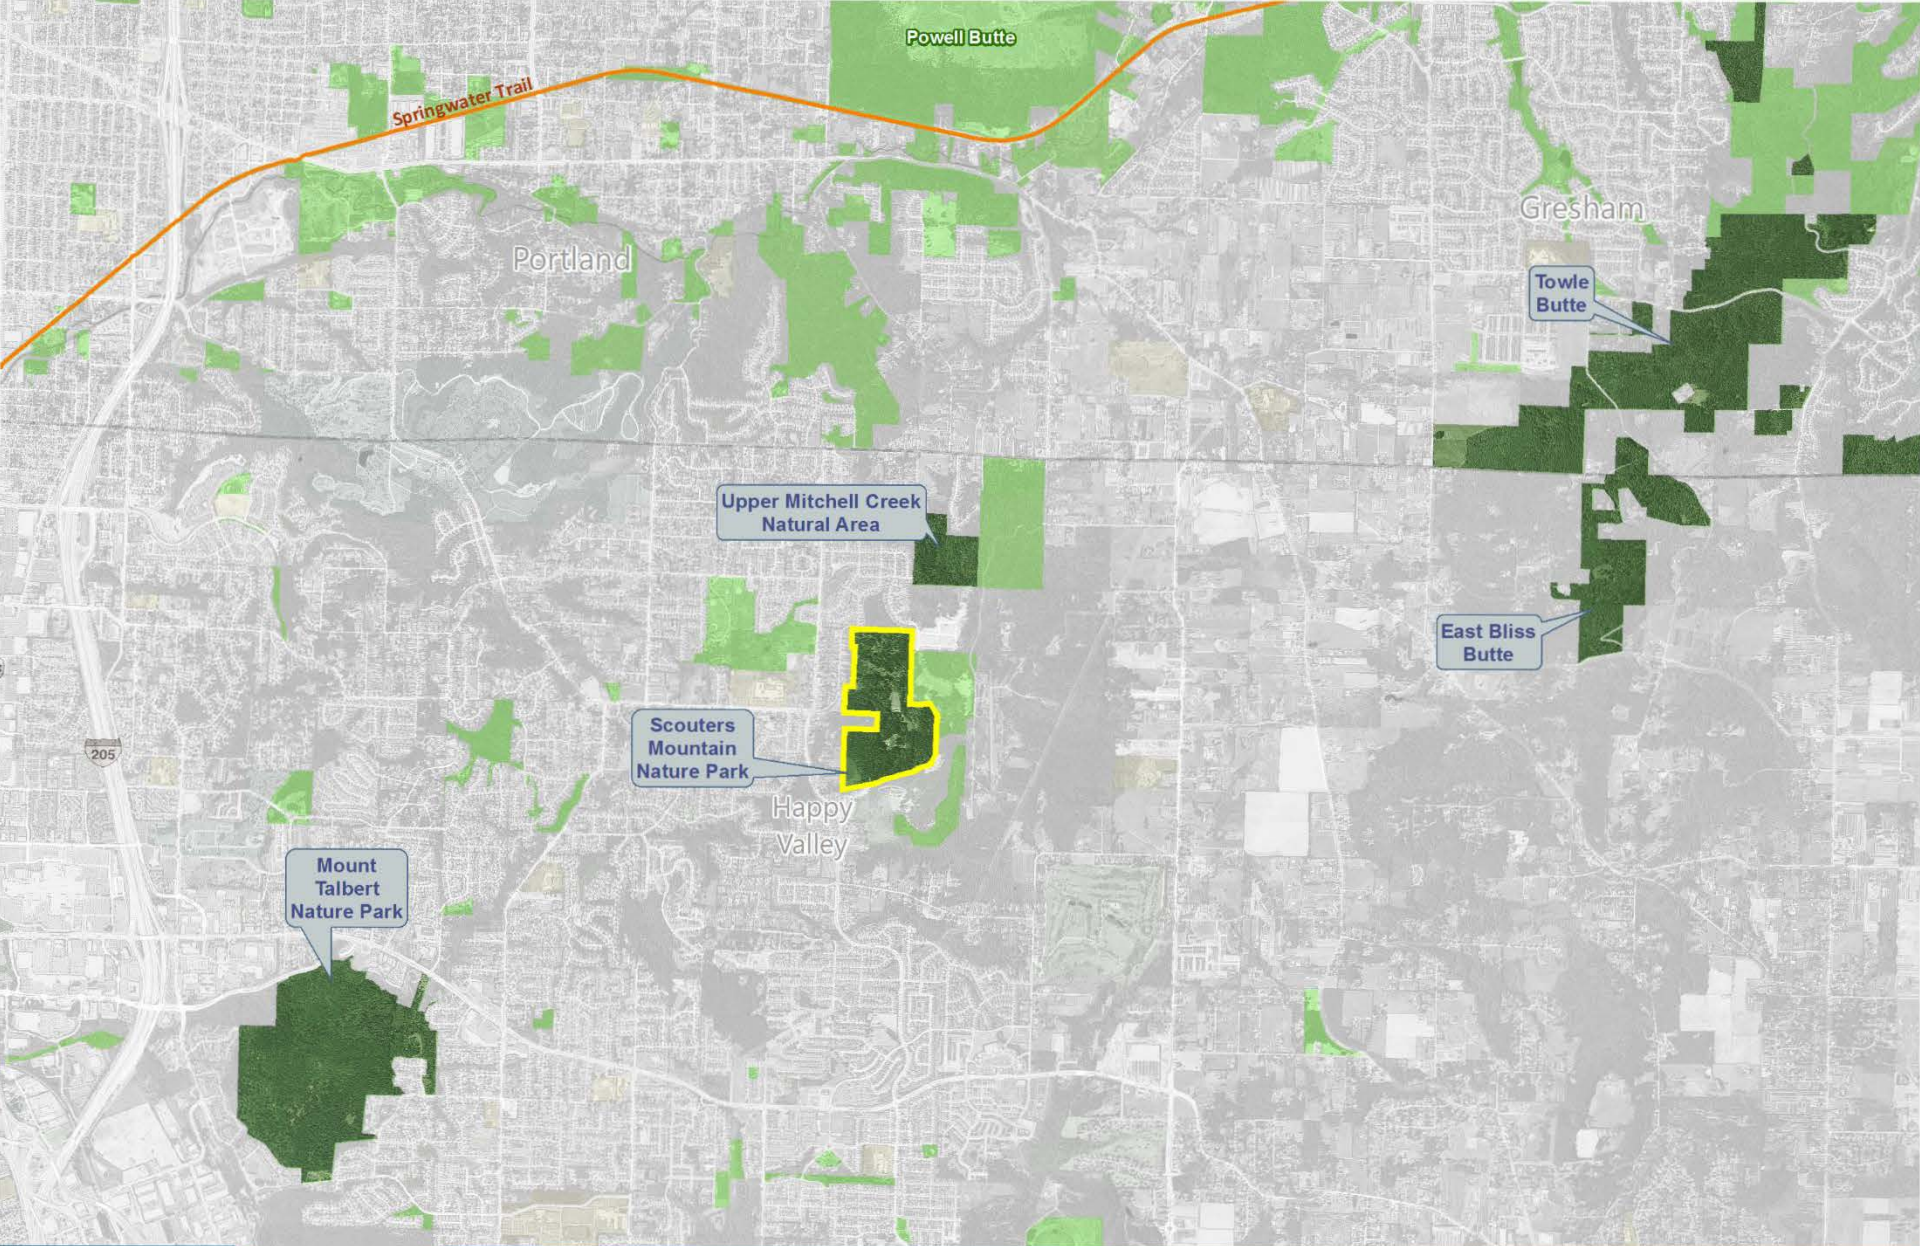 Powell Butte
Springwater Trail
Gresham
Portland
Towle
Butte
Upper Mitchell Creek
Natural Area
East Bliss
Butte
Scouters
Mountain
Nature Park
205
Happy
Valley
Mount
Talbert
Nature Park